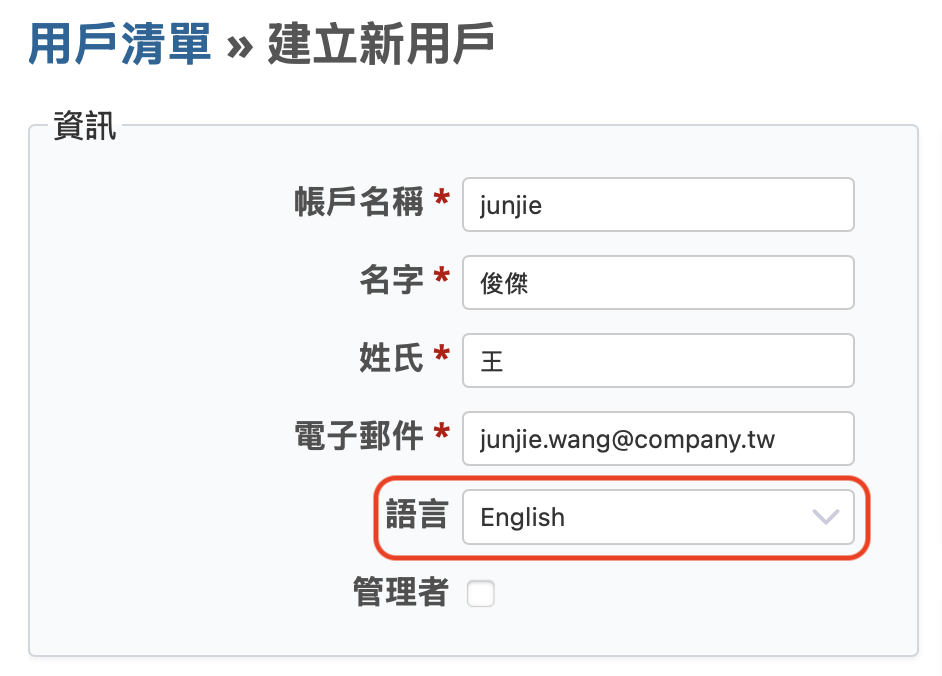 用戶清單 » 建立新用戶
資訊
帳戶名稱 * junjie
名字 * 俊傑
姓氏 * 王
電子郵件 * junjie.wang@company.tw
語言 English
管理者